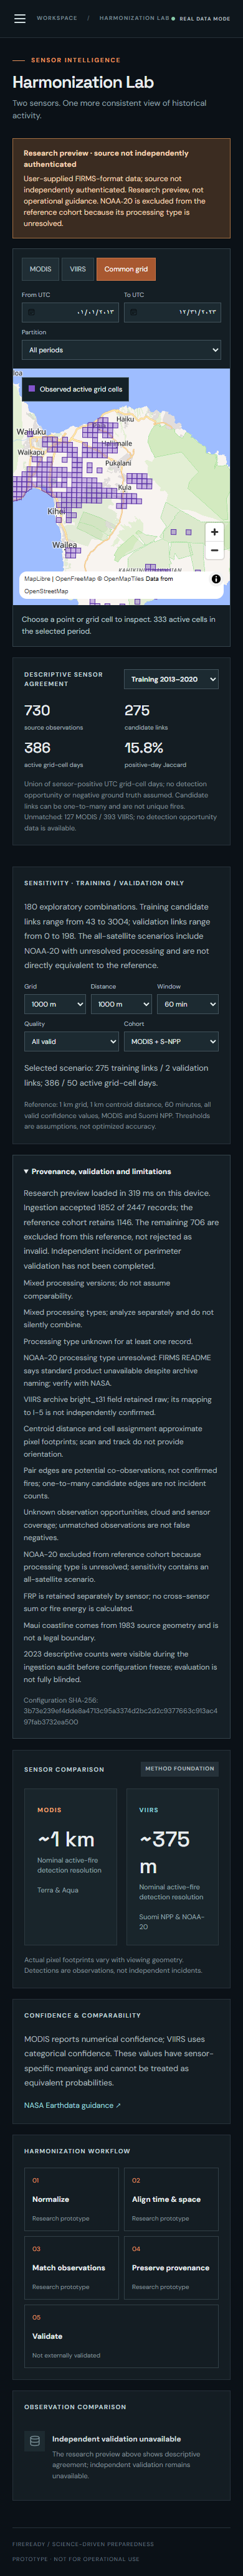 WORKSPACE / HARMONIZATION LAB
REAL DATA MODE
SENSOR INTELLIGENCE
Harmonization Lab
Two sensors. One more consistent view of historical
activity.
Research preview · source not independently
authenticated
User-supplied FIRMS-format data; source not
independently authenticated. Research preview, not
operational guidance. NOAA-20 is excluded from the
reference cohort because its processing type is
unresolved.
MODIS
VIIRS
Common grid
From UTC
To UTC
٠١/٠١/٢٠١٣
٣١/١٢/٢٠١٣
Partition
All periods
Observed active grid cells
Wailuku
Haiku
Waikapu
Haliimaile
Pukalani
Kihei
Kula
Wailea
MapLibre | OpenFreeMap © OpenMapTiles Data from
OpenStreetMap
Choose a point or grid cell to inspect. 333 active cells in
the selected period.
DESCRIPTIVE SENSOR
AGREEMENT
Training 2013–2020
730
275
source observations
candidate links
386
15.8%
active grid-cell days
positive-day Jaccard
Union of sensor-positive UTC grid-cell days; no detection
opportunity or negative ground truth assumed. Candidate
links can be one-to-many and are not unique fires.
Unmatched: 127 MODIS / 393 VIIRS; no detection opportunity
data is available.
SENSITIVITY · TRAINING / VALIDATION ONLY
180 exploratory combinations. Training candidate
links range from 43 to 3004; validation links range
from 0 to 198. The all-satellite scenarios include
NOAA-20 with unresolved processing and are not
directly equivalent to the reference.
Grid
Distance
Window
1000 m
1000 m
60 min
Quality
Cohort
All valid
MODIS + S-NPP
Selected scenario: 275 training links / 2 validation
links; 386 / 50 active grid-cell days.
Reference: 1 km grid, 1 km centroid distance, 60 minutes, all
valid confidence values, MODIS and Suomi NPP. Thresholds
are assumptions, not optimized accuracy.
▼ Provenance, validation and limitations
Research preview loaded in 319 ms on this device.
Ingestion accepted 1852 of 2447 records; the
reference cohort retains 1146. The remaining 706 are
excluded from this reference, not rejected as
invalid. Independent incident or perimeter
validation has not been completed.
Mixed processing versions; do not assume
comparability.
Mixed processing types; analyze separately and do not
silently combine.
Processing type unknown for at least one record.
NOAA-20 processing type unresolved: FIRMS README
says standard product unavailable despite archive
naming; verify with NASA.
VIIRS archive bright_t31 field retained raw; its mapping
to I-5 is not independently confirmed.
Centroid distance and cell assignment approximate
pixel footprints; scan and track do not provide
orientation.
Pair edges are potential co-observations, not confirmed
fires; one-to-many candidate edges are not incident
counts.
Unknown observation opportunities, cloud and sensor
coverage; unmatched observations are not false
negatives.
NOAA-20 excluded from reference cohort because
processing type is unresolved; sensitivity contains an
all-satellite scenario.
FRP is retained separately by sensor; no cross-sensor
sum or fire energy is calculated.
Maui coastline comes from 1983 source geometry and is
not a legal boundary.
2023 descriptive counts were visible during the
ingestion audit before configuration freeze; evaluation is
not fully blinded.
Configuration SHA-256:
3b73e239ef4dde8a4713c95a3374d2bc2d2c9377663c913ac4
97fab3732ea500
SENSOR COMPARISON
METHOD FOUNDATION
MODIS
~1 km
Nominal active-fire
detection resolution
Terra & Aqua
VIIRS
~375
m
Nominal active-fire
detection resolution
Suomi NPP & NOAA-
20
Actual pixel footprints vary with viewing geometry.
Detections are observations, not independent incidents.
CONFIDENCE & COMPARABILITY
MODIS reports numerical confidence; VIIRS uses
categorical confidence. These values have sensor-
specific meanings and cannot be treated as
equivalent probabilities.
NASA Earthdata guidance ↗
HARMONIZATION WORKFLOW
01
Normalize
Research prototype
02
Align time & space
Research prototype
03
Match observations
Research prototype
04
Preserve provenance
Research prototype
05
Validate
Not externally validated
OBSERVATION COMPARISON
Independent validation unavailable
The research preview above shows descriptive
agreement; independent validation remains
unavailable.
FIREREADY / SCIENCE-DRIVEN PREPAREDNESS
PROTOTYPE · NOT FOR OPERATIONAL USE